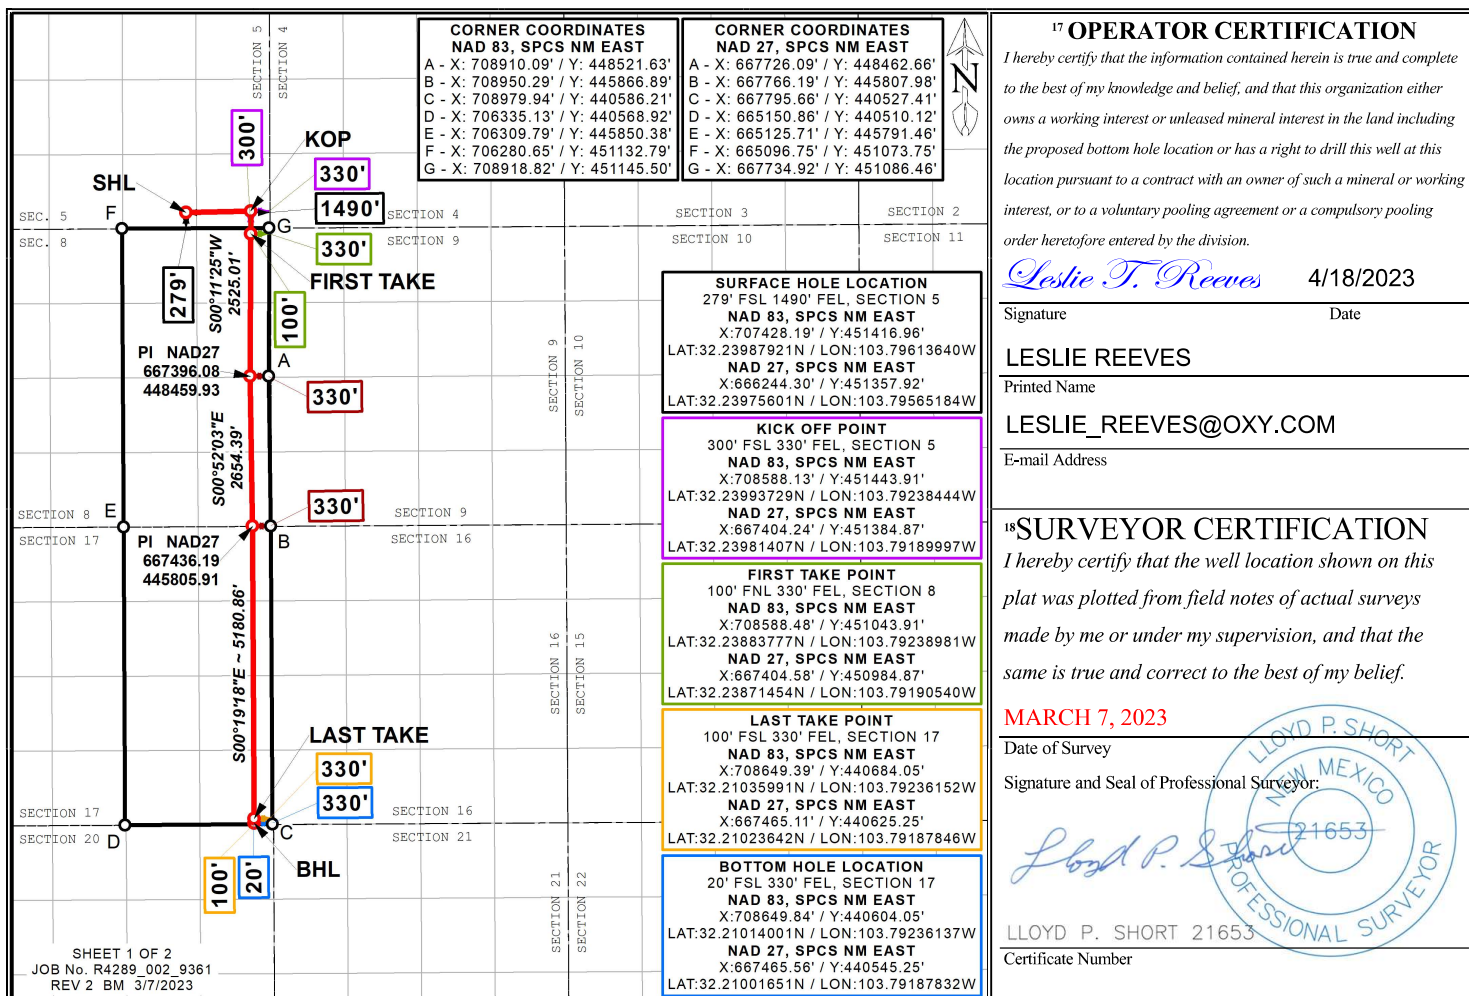 SECTION 5
SECTION 4
CORNER COORDINATES
NAD 83, SPCS NM EAST
A - X: 708910.09' / Y: 448521.63'
B - X: 708950.29' / Y: 445866.89'
C - X: 708979.94' / Y: 440586.21'
D - X: 706335.13' / Y: 440568.92'
E - X: 706309.79' / Y: 445850.38'
F - X: 706280.65' / Y: 451132.79'
G - X: 708918.82' / Y: 451145.50'
CORNER COORDINATES
NAD 27, SPCS NM EAST
A - X: 667726.09' / Y: 448462.66'
B - X: 667766.19' / Y: 445807.98'
C - X: 667795.66' / Y: 440527.41'
D - X: 665150.86' / Y: 440510.12'
E - X: 665125.71' / Y: 445791.46'
F - X: 665096.75' / Y: 451073.75'
G - X: 667734.92' / Y: 451086.46'
N
300'
KOP
330'
SHL
1490'
SEC. 5
F
G
SECTION 4
SECTION 3
SECTION 2
SEC. 8
SECTION 9
SECTION 10
SECTION 11
330'
FIRST TAKE
279'
S00°11'25"W
2525.01'
100'
PI NAD27
667396.08
448459.93
A
330'
SECTION 9
SECTION 10
S00°52'03"E
2654.39'
330'
SECTION 8
E
SECTION 9
SECTION 17
B
SECTION 16
PI NAD27
667436.19
445805.91
S00°19'18"E ~ 5180.86'
SECTION 16
SECTION 15
LAST TAKE
330'
330'
SECTION 17
SECTION 16
SECTION 20
D
C
SECTION 21
100'
20'
BHL
SECTION 21
SECTION 22
SHEET 1 OF 2
JOB No. R4289_002_9361
REV 2 BM 3/7/2023
SURFACE HOLE LOCATION
279' FSL 1490' FEL, SECTION 5
NAD 83, SPCS NM EAST
X:707428.19' / Y:451416.96'
LAT:32.23987921N / LON:103.79613640W
NAD 27, SPCS NM EAST
X:666244.30' / Y:451357.92'
LAT:32.23975601N / LON:103.79565184W
KICK OFF POINT
300' FSL 330' FEL, SECTION 5
NAD 83, SPCS NM EAST
X:708588.13' / Y:451443.91'
LAT:32.23993729N / LON:103.79238444W
NAD 27, SPCS NM EAST
X:667404.24' / Y:451384.87'
LAT:32.23981407N / LON:103.79189997W
FIRST TAKE POINT
100' FNL 330' FEL, SECTION 8
NAD 83, SPCS NM EAST
X:708588.48' / Y:451043.91'
LAT:32.23883777N / LON:103.79238981W
NAD 27, SPCS NM EAST
X:667404.58' / Y:450984.87'
LAT:32.23871454N / LON:103.79190540W
LAST TAKE POINT
100' FSL 330' FEL, SECTION 17
NAD 83, SPCS NM EAST
X:708649.39' / Y:440684.05'
LAT:32.21035991N / LON:103.79236152W
NAD 27, SPCS NM EAST
X:667465.11' / Y:440625.25'
LAT:32.21023642N / LON:103.79187846W
BOTTOM HOLE LOCATION
20' FSL 330' FEL, SECTION 17
NAD 83, SPCS NM EAST
X:708649.84' / Y:440604.05'
LAT:32.21014001N / LON:103.79236137W
NAD 27, SPCS NM EAST
X:667465.56' / Y:440545.25'
LAT:32.21001651N / LON:103.79187832W
17 OPERATOR CERTIFICATION
I hereby certify that the information contained herein is true and complete
to the best of my knowledge and belief, and that this organization either
owns a working interest or unleased mineral interest in the land including
the proposed bottom hole location or has a right to drill this well at this
location pursuant to a contract with an owner of such a mineral or working
interest, or to a voluntary pooling agreement or a compulsory pooling
order heretofore entered by the division.
Leslie T. Reeves 4/18/2023
Signature Date
LESLIE REEVES
Printed Name
LESLIE_REEVES@OXY.COM
E-mail Address
18 SURVEYOR CERTIFICATION
I hereby certify that the well location shown on this
plat was plotted from field notes of actual surveys
made by me or under my supervision, and that the
same is true and correct to the best of my belief.
MARCH 7, 2023
Date of Survey
Signature and Seal of Professional Surveyor:
LLOYD P. SHORT
NEW MEXICO
21653
PROFESSIONAL SURVEYOR
Lloyd P. Short
LLOYD P. SHORT 21653
Certificate Number